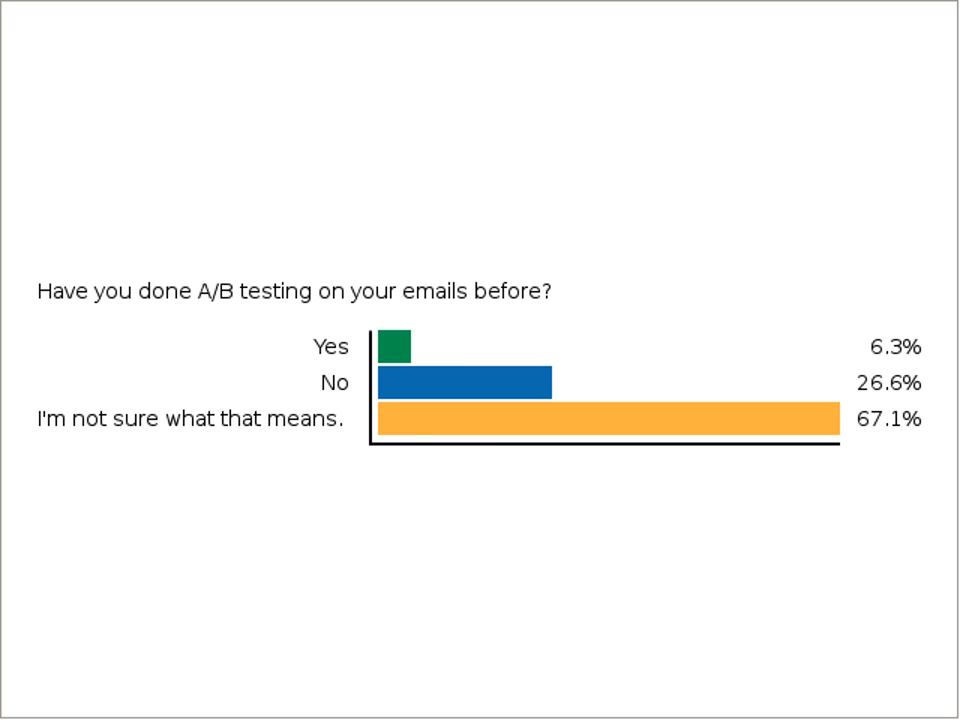 Have you done A/B testing on your emails before?
Yes 6.3%
No 26.6%
I'm not sure what that means. 67.1%